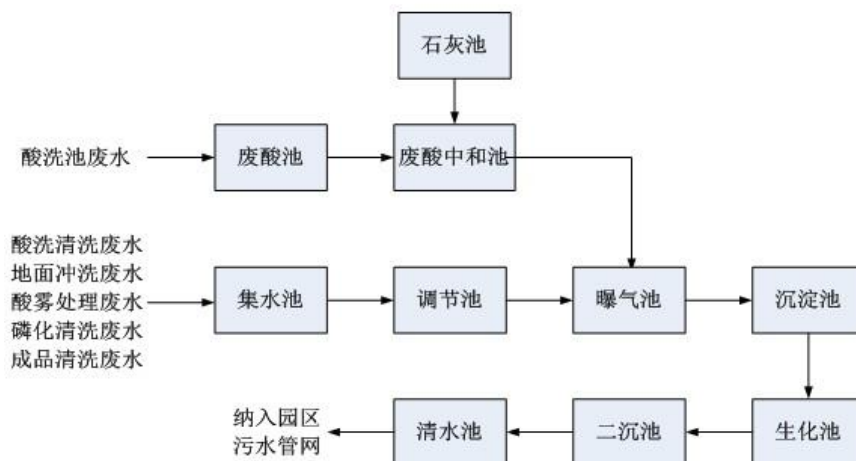 石灰池
酸洗池废水
废酸池
废酸中和池
酸洗清洗废水
地面冲洗废水
酸雾处理废水
磷化清洗废水
成品清洗废水
集水池
调节池
曝气池
沉淀池
纳入园区
污水管网
清水池
二沉池
生化池